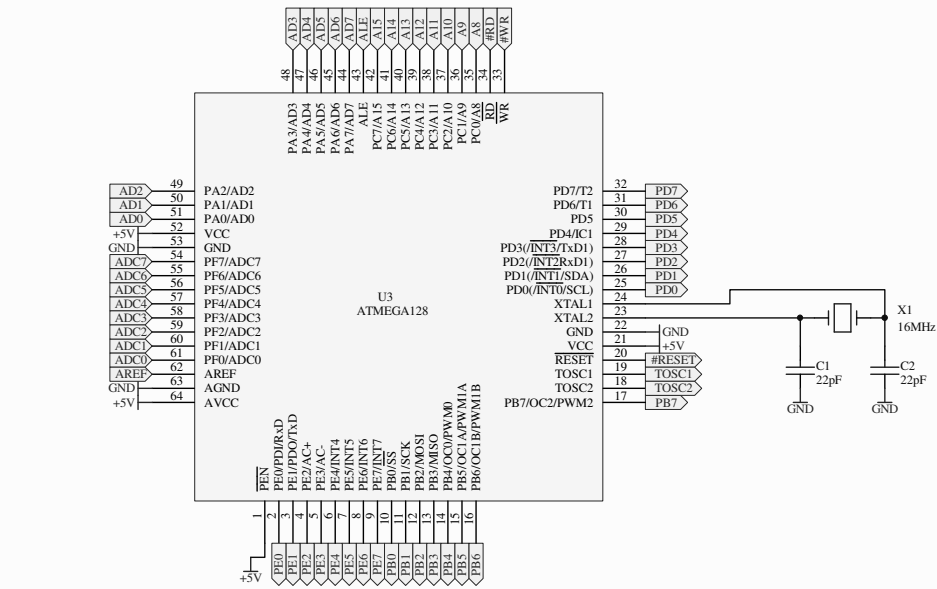 AD3 AD4 AD5 AD6 AD7 ALE A15 A14 A13 A12 A11 A10 A9 A8 #RD #WR
48 47 46 45 44 43 42 41 40 39 38 37 36 35 34 33
PA3/AD3 PA4/AD4 PA5/AD5 PA6/AD6 PA7/AD7 ALE PC7/A15 PC6/A14 PC5/A13 PC4/A12 PC3/A11 PC2/A10 PC1/A9 PC0/A8 RD WR
AD2 49 PA2/AD2
AD1 50 PA1/AD1
AD0 51 PA0/AD0
+5V 52 VCC
GND 53 GND
ADC7 54 PF7/ADC7
ADC6 55 PF6/ADC6
ADC5 56 PF5/ADC5
ADC4 57 PF4/ADC4
ADC3 58 PF3/ADC3
ADC2 59 PF2/ADC2
ADC1 60 PF1/ADC1
ADC0 61 PF0/ADC0
AREF 62 AREF
GND 63 AGND
+5V 64 AVCC
U3
ATMEGA128
PD7/T2 32 PD7
PD6/T1 31 PD6
PD5 30 PD5
PD4/IC1 29 PD4
PD3(/INT3/TxD1) 28 PD3
PD2(/INT2RxD1) 27 PD2
PD1(/INT1/SDA) 26 PD1
PD0(/INT0/SCL) 25 PD0
XTAL1 24
XTAL2 23
GND 22 GND
VCC 21 +5V
RESET 20 #RESET
TOSC1 19 TOSC1
TOSC2 18 TOSC2
PB7/OC2/PWM2 17 PB7
X1
16MHz
C1
22pF
GND
C2
22pF
GND
PEN PE0/PDI/RxD PE1/PDO/TxD PE2/AC+ PE3/AC- PE4/INT4 PE5/INT5 PE6/INT6 PE7/INT7 PB0/SS PB1/SCK PB2/MOSI PB3/MISO PB4/OC0/PWM0 PB5/OC1A/PWM1A PB6/OC1B/PWM1B
1 2 3 4 5 6 7 8 9 10 11 12 13 14 15 16
+5V PE0 PE1 PE2 PE3 PE4 PE5 PE6 PE7 PB0 PB1 PB2 PB3 PB4 PB5 PB6